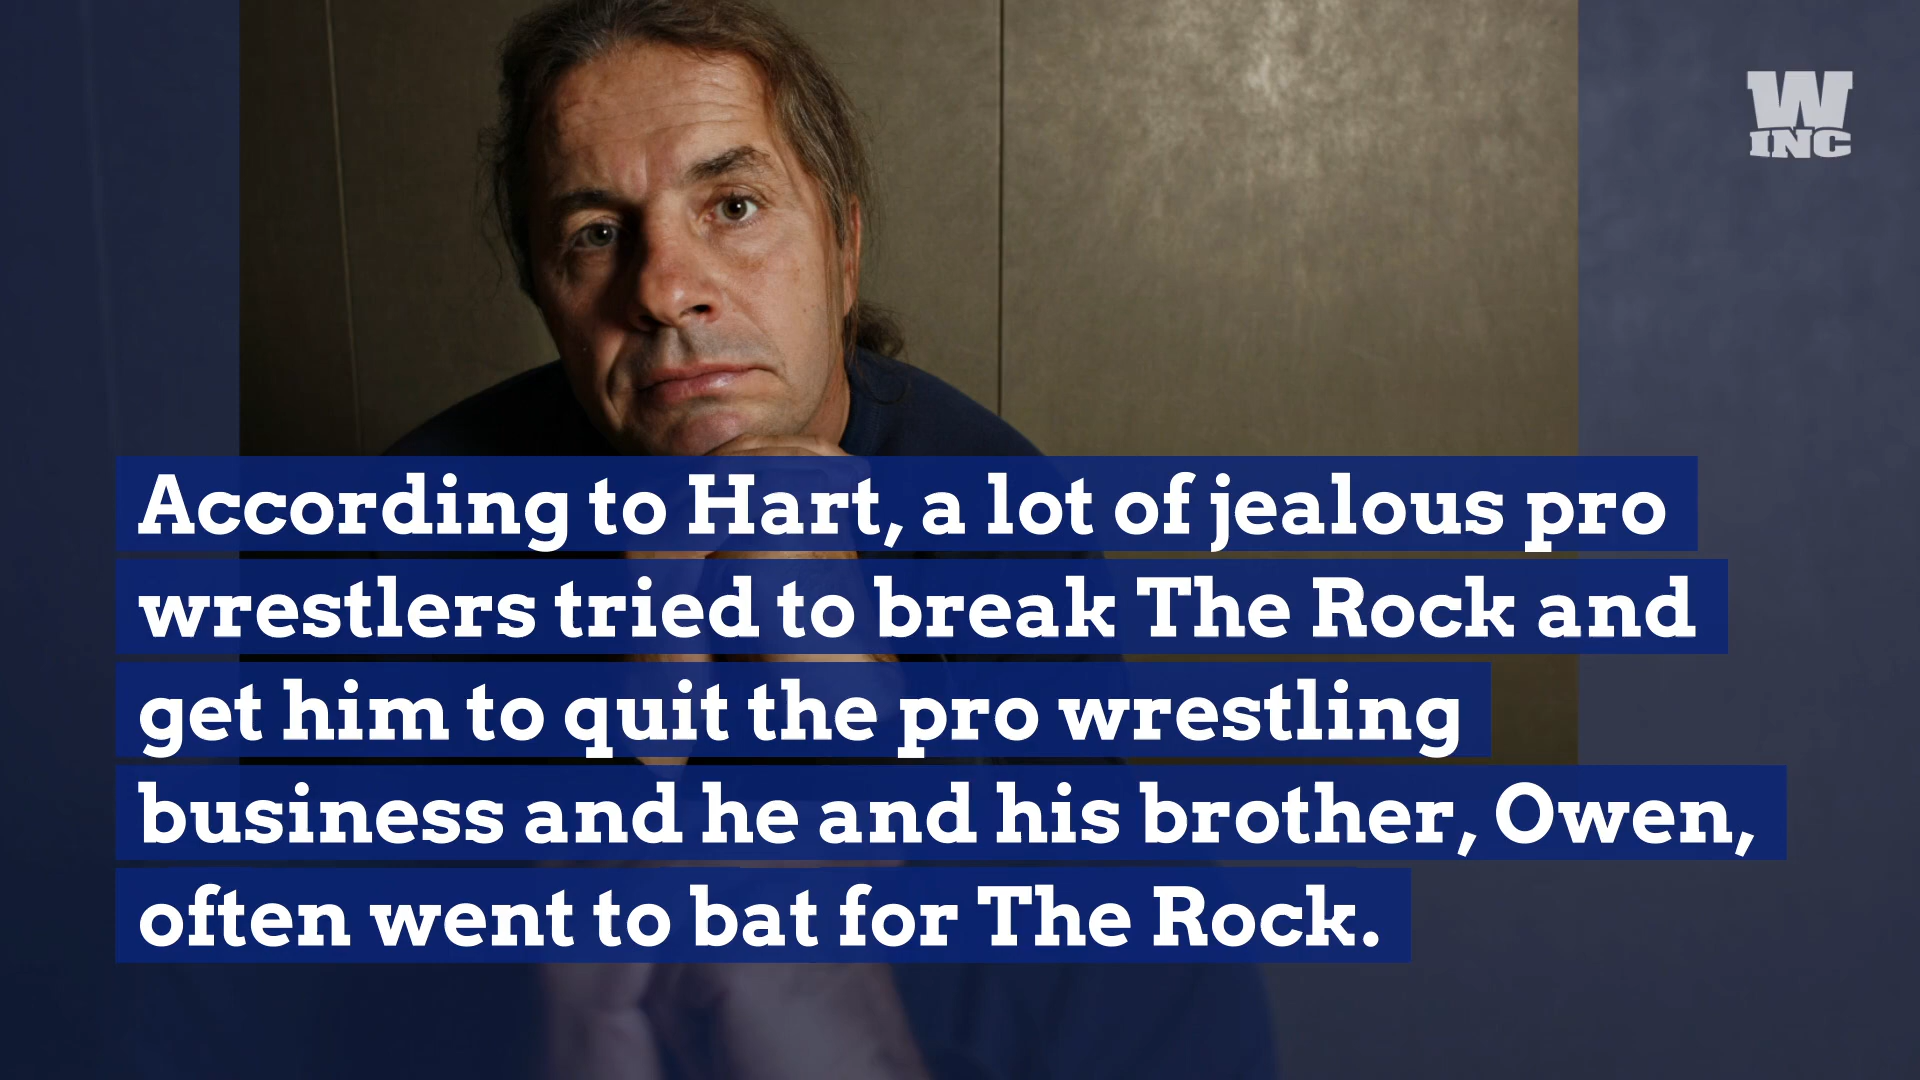 W
INC
According to Hart, a lot of jealous pro
wrestlers tried to break The Rock and
get him to quit the pro wrestling
business and he and his brother, Owen,
often went to bat for The Rock.